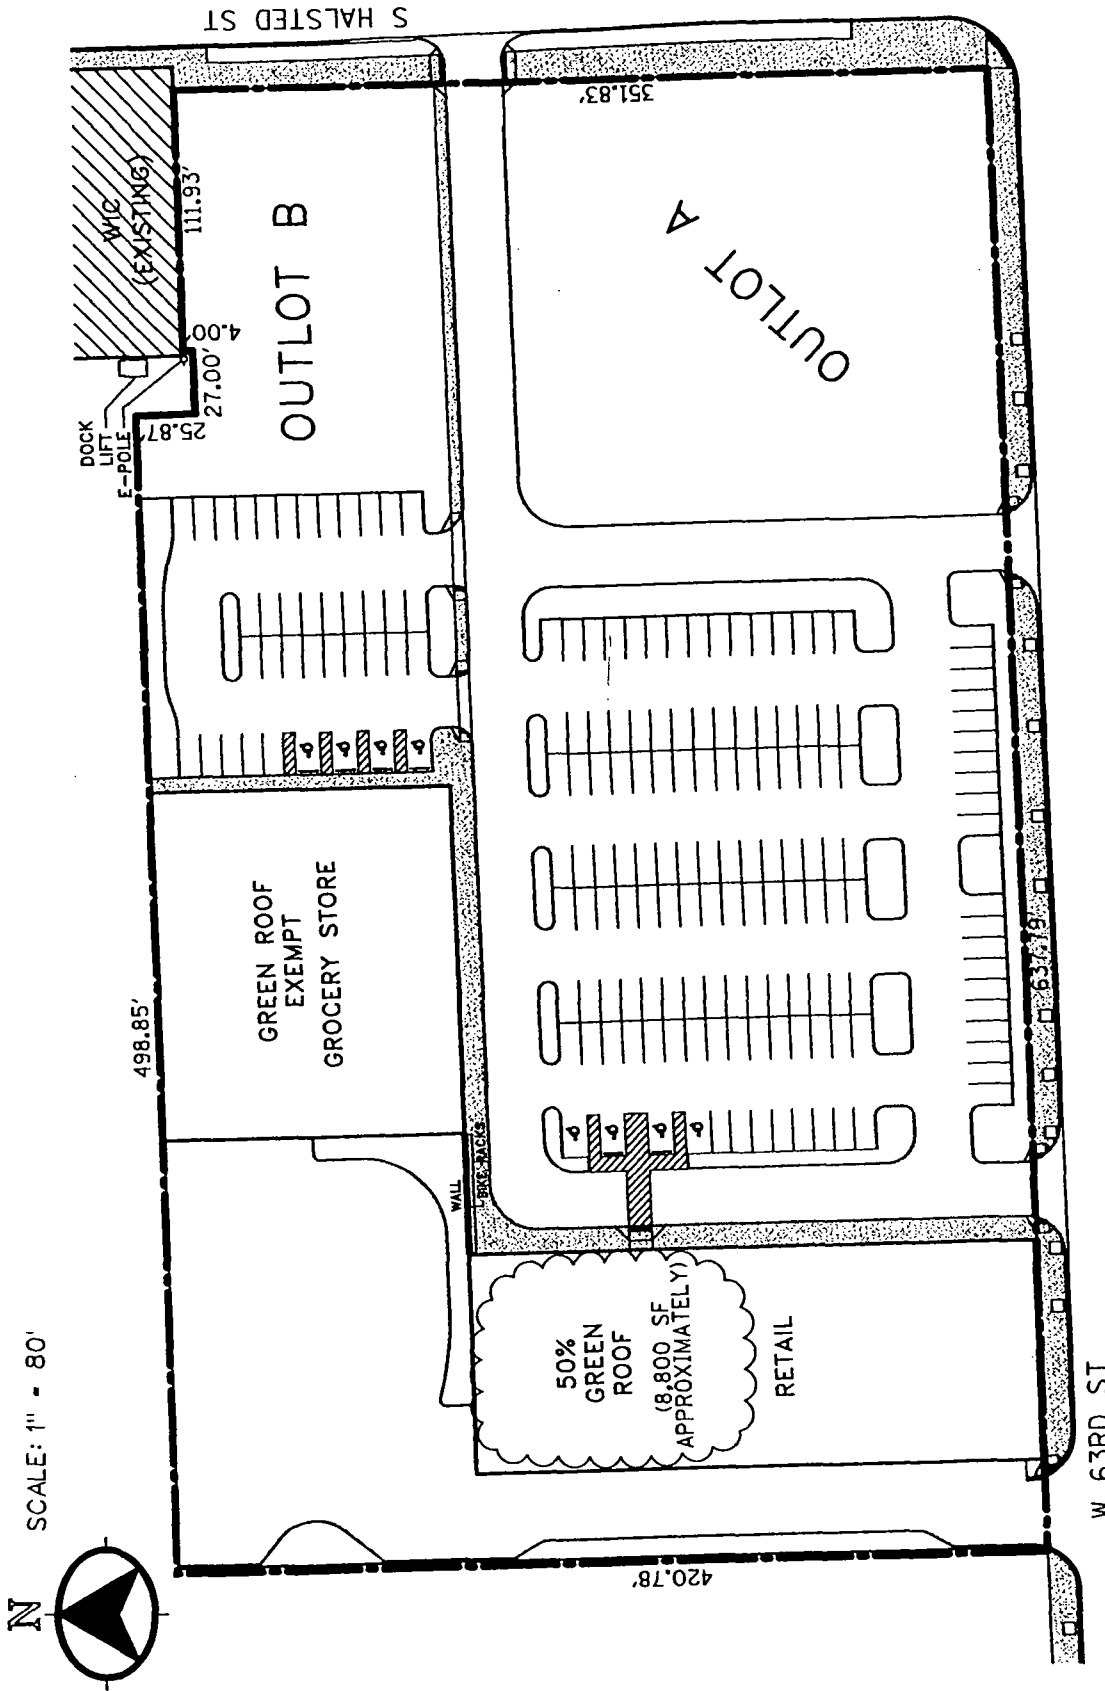 N
SCALE: 1" - 80'
S HALSTED ST
WIC
(EXISTING)
111.93'
4.00'
27.00'
25.87'
DOCK
LIFT
E-POLE
OUTLOT B
351.83'
OUTLOT A
498.85'
GREEN ROOF
EXEMPT
GROCERY STORE
WALL
BIKE RACKS
50%
GREEN
ROOF
(8,800 SF
APPROXIMATELY)
RETAIL
637.79'
420.78'
W 63RD ST